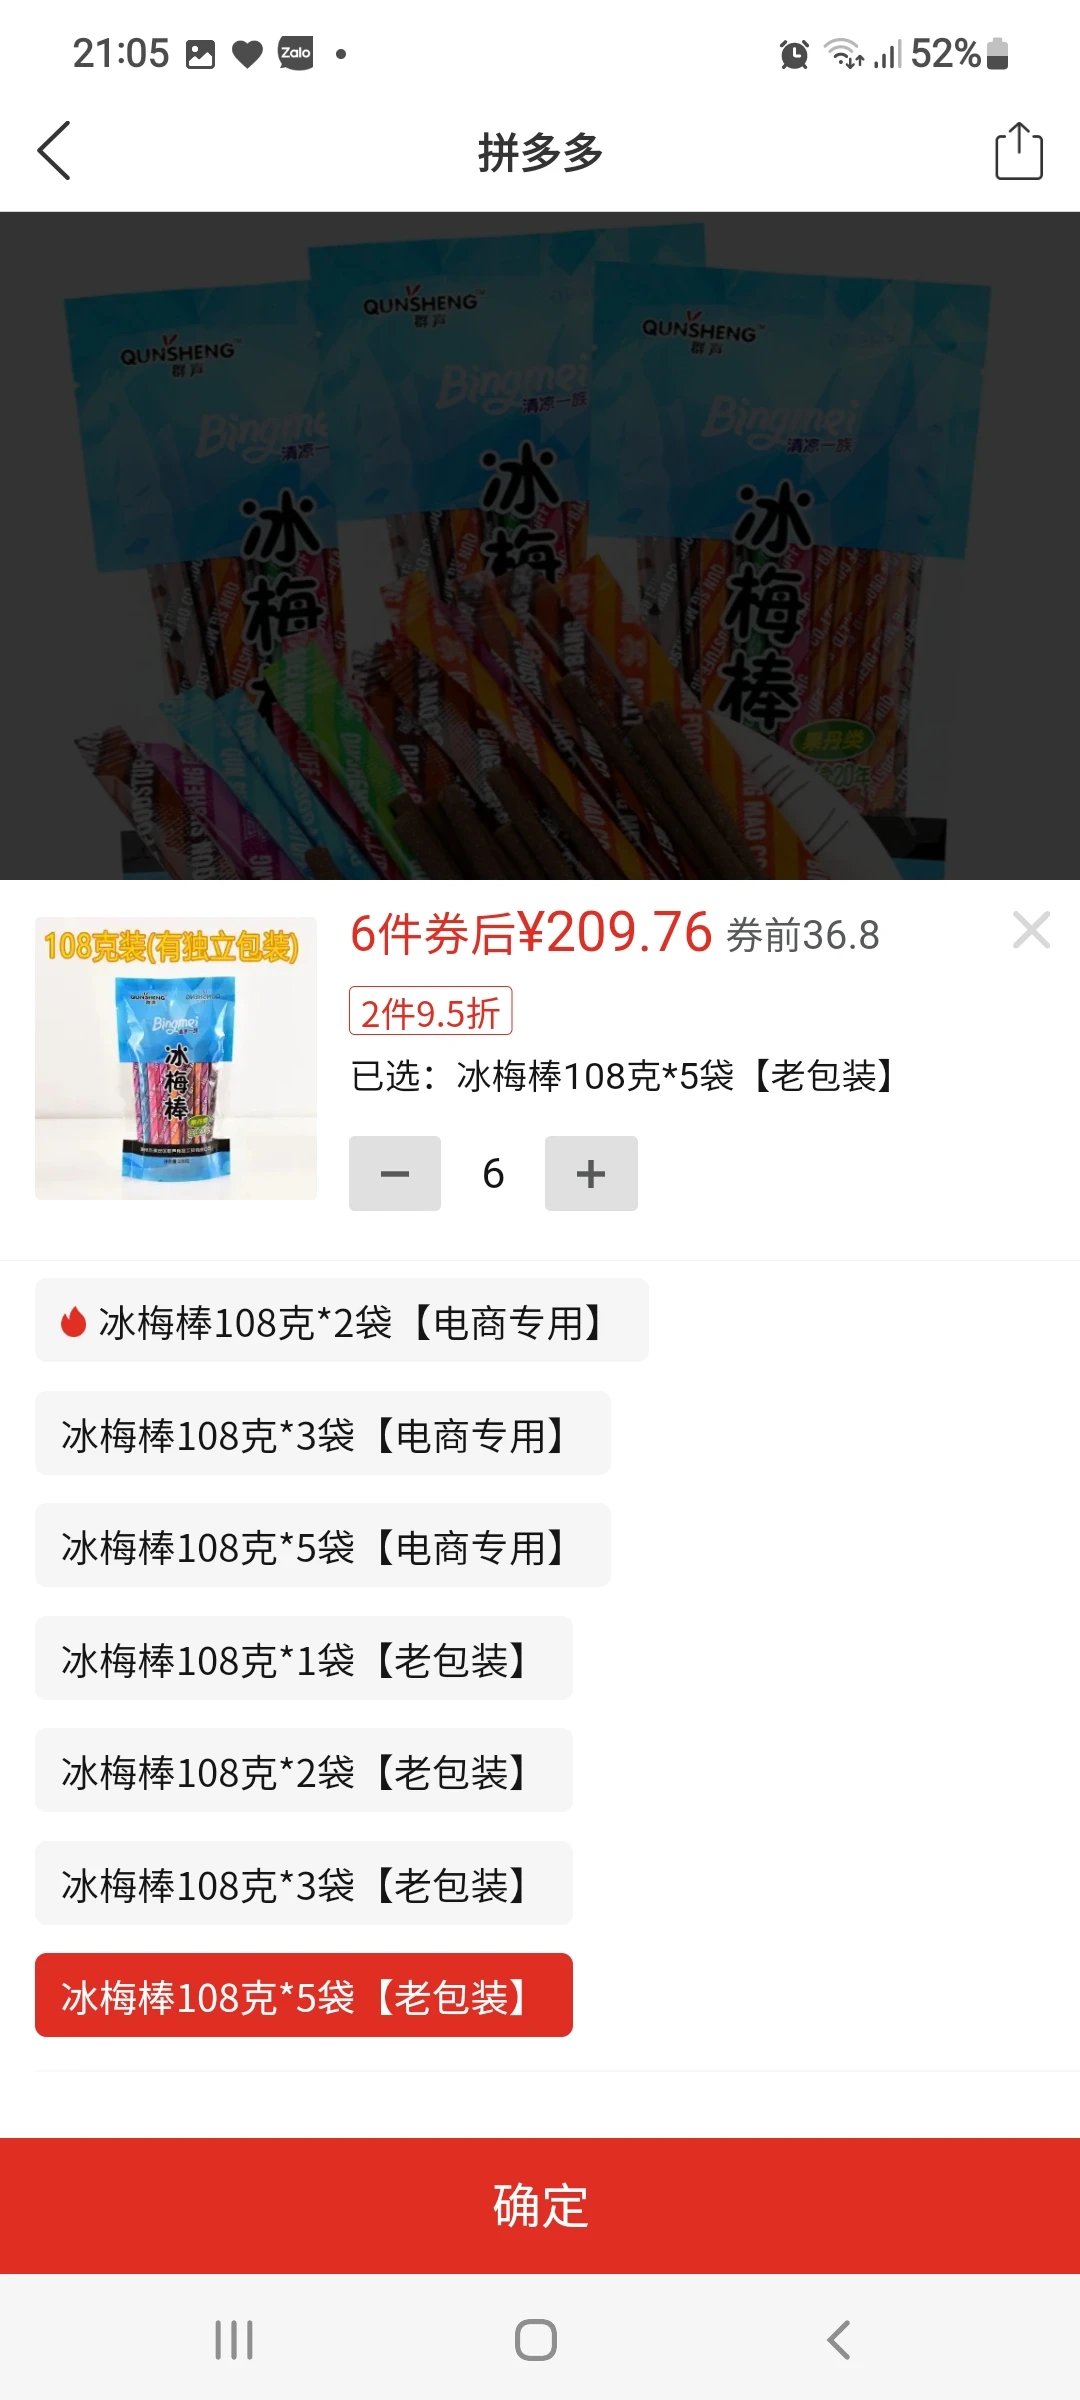 21:05 Zalo 52%
拼多多
QUNSHENG
群声
QUNSHENG
群声
QUNSHENG
群声
Bingmei
清凉一族
Bingmei
清凉一族
冰梅
冰梅
冰梅棒
果丹类
108克装(有独立包装)
QUNSHENG
Bingmei
冰梅棒
6件券后¥209.76 券前36.8
2件9.5折
已选：冰梅棒108克*5袋【老包装】
6
冰梅棒108克*2袋【电商专用】
冰梅棒108克*3袋【电商专用】
冰梅棒108克*5袋【电商专用】
冰梅棒108克*1袋【老包装】
冰梅棒108克*2袋【老包装】
冰梅棒108克*3袋【老包装】
冰梅棒108克*5袋【老包装】
确定